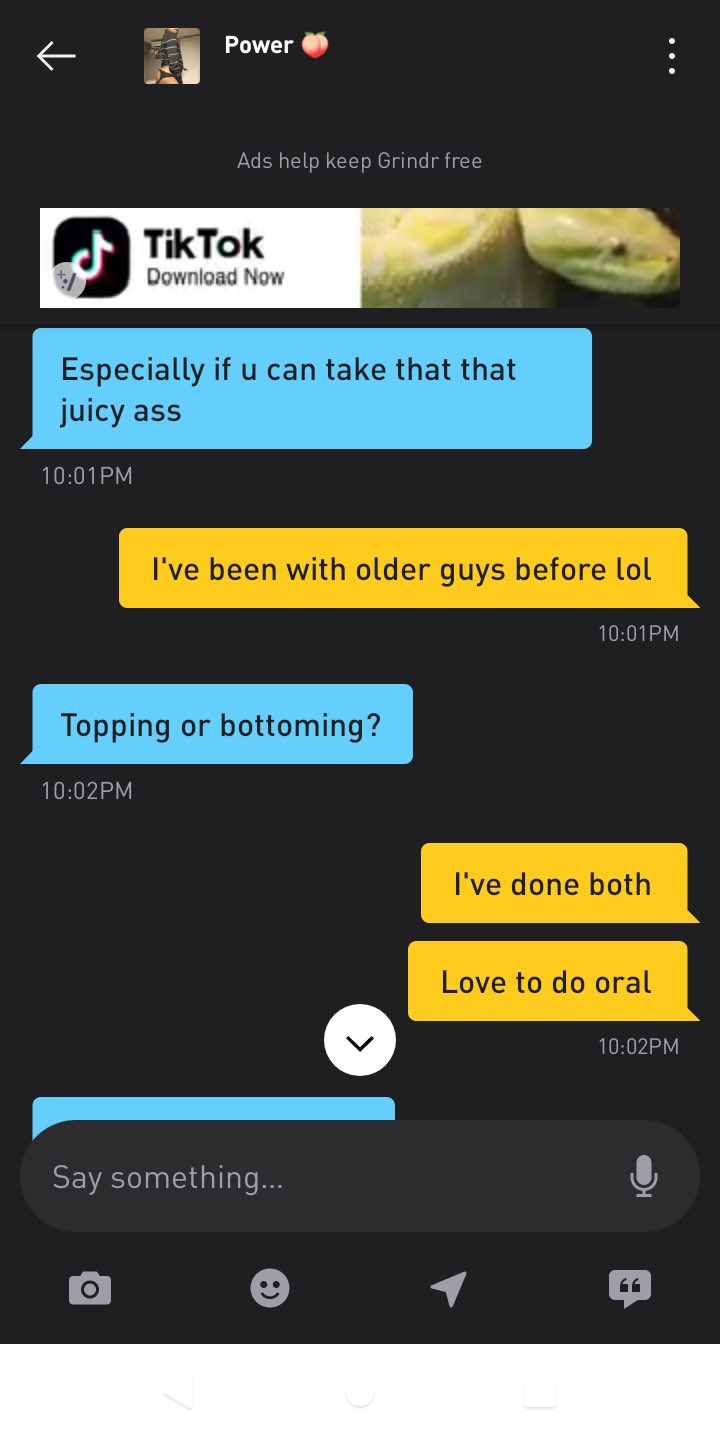 Power 🍑
Ads help keep Grindr free
TikTok
Download Now
Especially if u can take that that
juicy ass
10:01PM
I've been with older guys before lol
10:01PM
Topping or bottoming?
10:02PM
I've done both
Love to do oral
10:02PM
Say something...